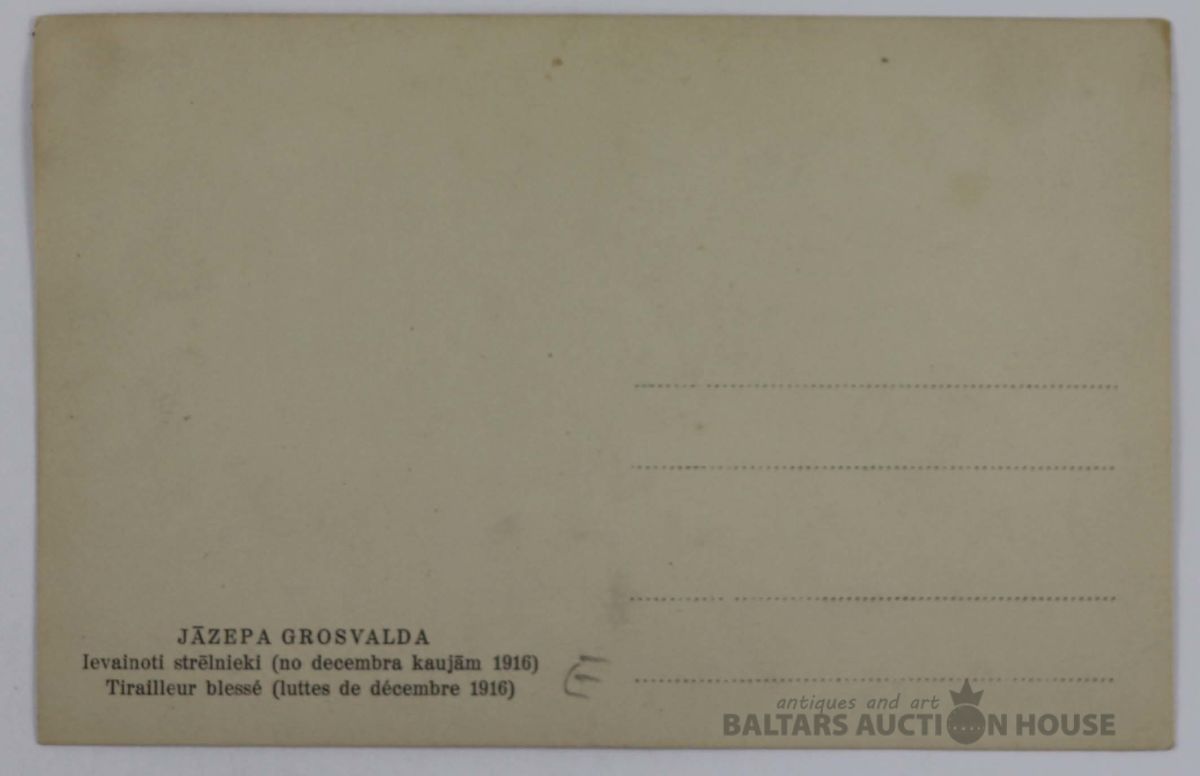 JĀZEPA GROSVALDA
Ievainoti strēlnieki (no decembra kaujām 1916)
Tirailleur blessé (luttes de décembre 1916)
antiques and art
BALTARS AUCTION HOUSE